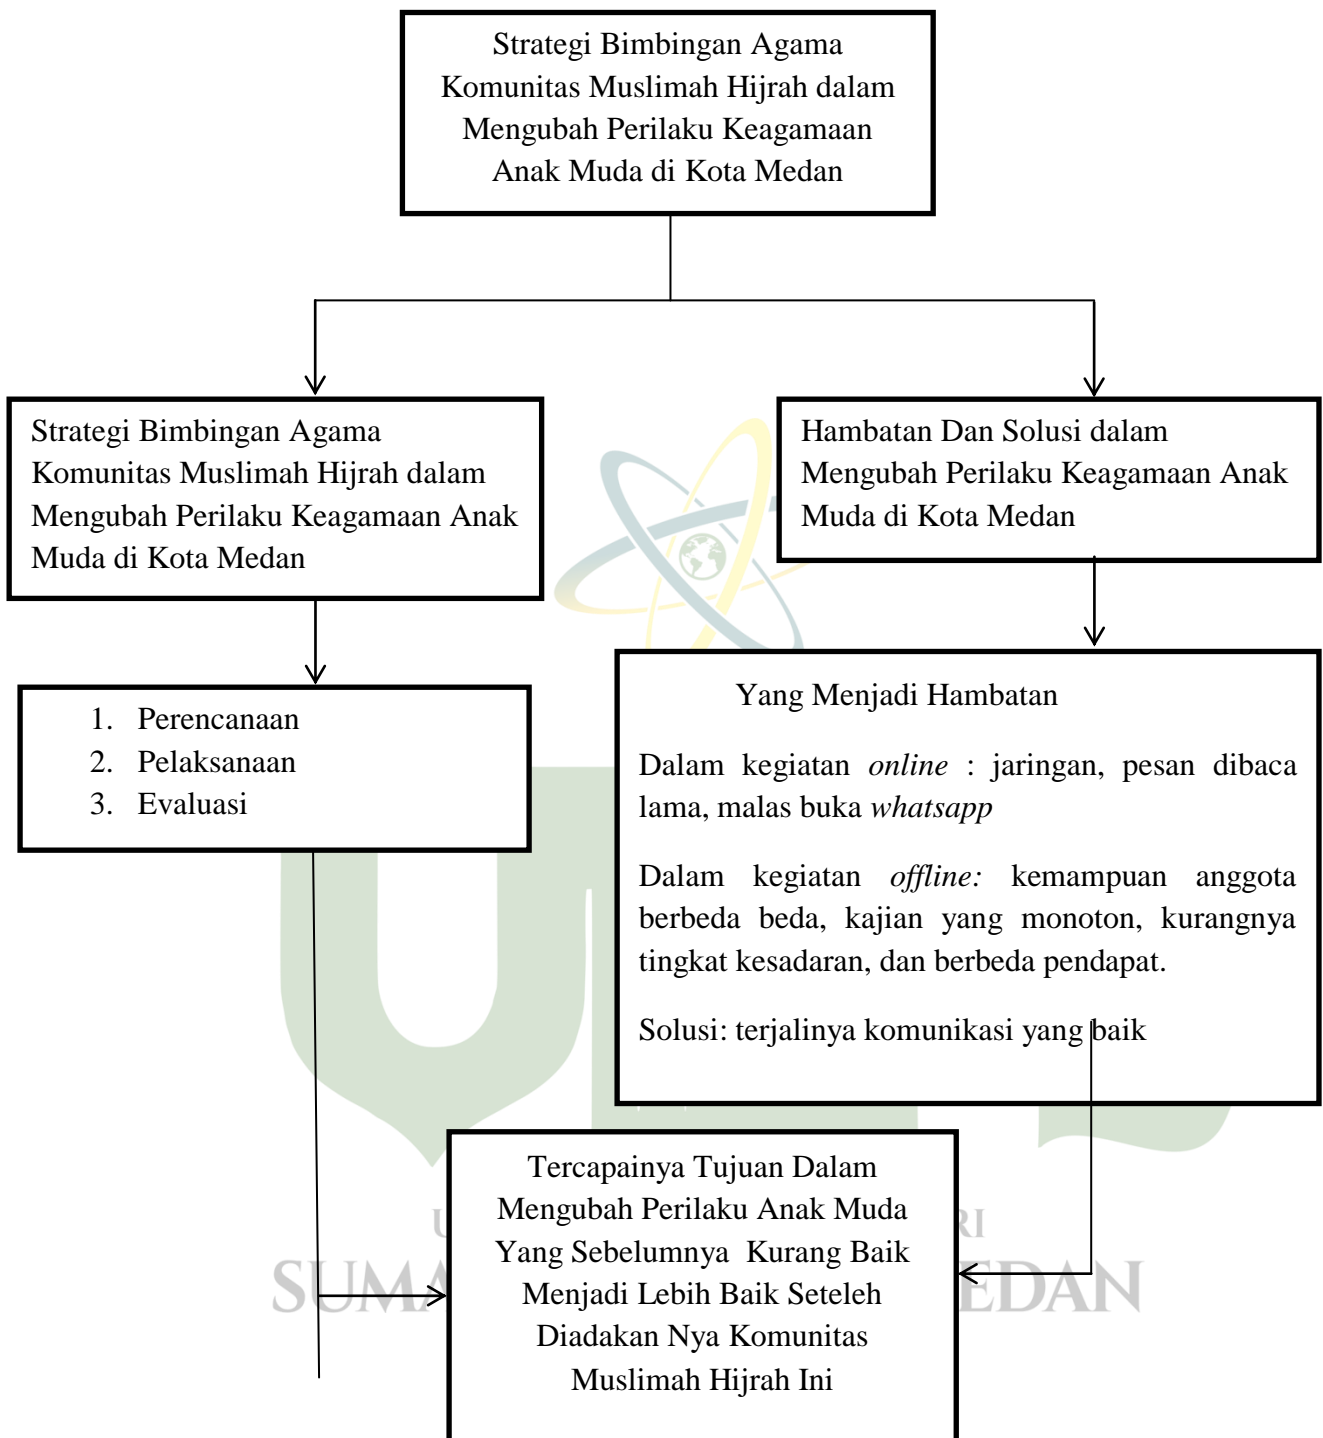 Strategi Bimbingan Agama
Komunitas Muslimah Hijrah dalam
Mengubah Perilaku Keagamaan
Anak Muda di Kota Medan
Strategi Bimbingan Agama
Komunitas Muslimah Hijrah dalam
Mengubah Perilaku Keagamaan Anak
Muda di Kota Medan
Hambatan Dan Solusi dalam
Mengubah Perilaku Keagamaan Anak
Muda di Kota Medan
1. Perencanaan
2. Pelaksanaan
3. Evaluasi
Yang Menjadi Hambatan
Dalam kegiatan online : jaringan, pesan dibaca
lama, malas buka whatsapp
Dalam kegiatan offline: kemampuan anggota
berbeda beda, kajian yang monoton, kurangnya
tingkat kesadaran, dan berbeda pendapat.
Solusi: terjalinya komunikasi yang baik
Tercapainya Tujuan Dalam
Mengubah Perilaku Anak Muda
Yang Sebelumnya Kurang Baik
Menjadi Lebih Baik Seteleh
Diadakan Nya Komunitas
Muslimah Hijrah Ini